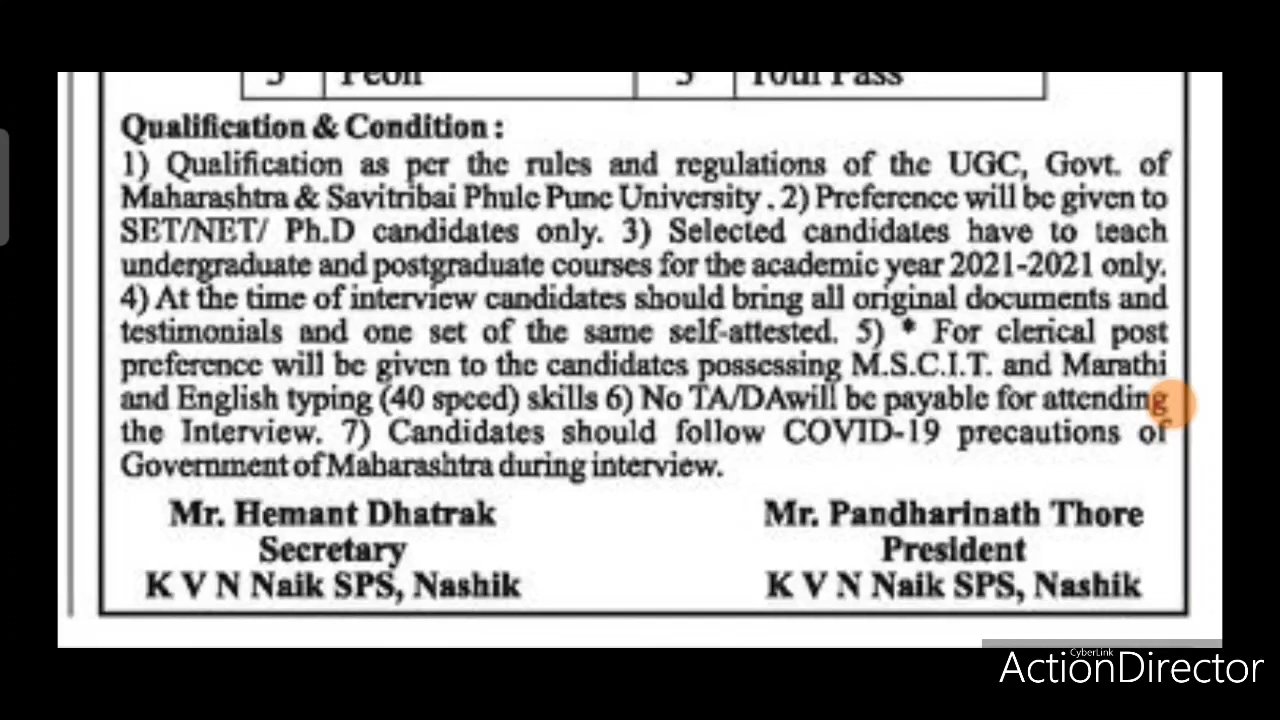 5 Peon 5 10th Pass
Qualification & Condition :
1) Qualification as per the rules and regulations of the UGC, Govt. of
Maharashtra & Savitribai Phule Pune University . 2) Preference will be given to
SET/NET/ Ph.D candidates only. 3) Selected candidates have to teach
undergraduate and postgraduate courses for the academic year 2021-2021 only.
4) At the time of interview candidates should bring all original documents and
testimonials and one set of the same self-attested. 5) * For clerical post
preference will be given to the candidates possessing M.S.C.I.T. and Marathi
and English typing (40 speed) skills 6) No TA/DAwill be payable for attending
the Interview. 7) Candidates should follow COVID-19 precautions of
Government of Maharashtra during interview.
Mr. Hemant Dhatrak Mr. Pandharinath Thore
Secretary President
K V N Naik SPS, Nashik K V N Naik SPS, Nashik
CyberLink
ActionDirector